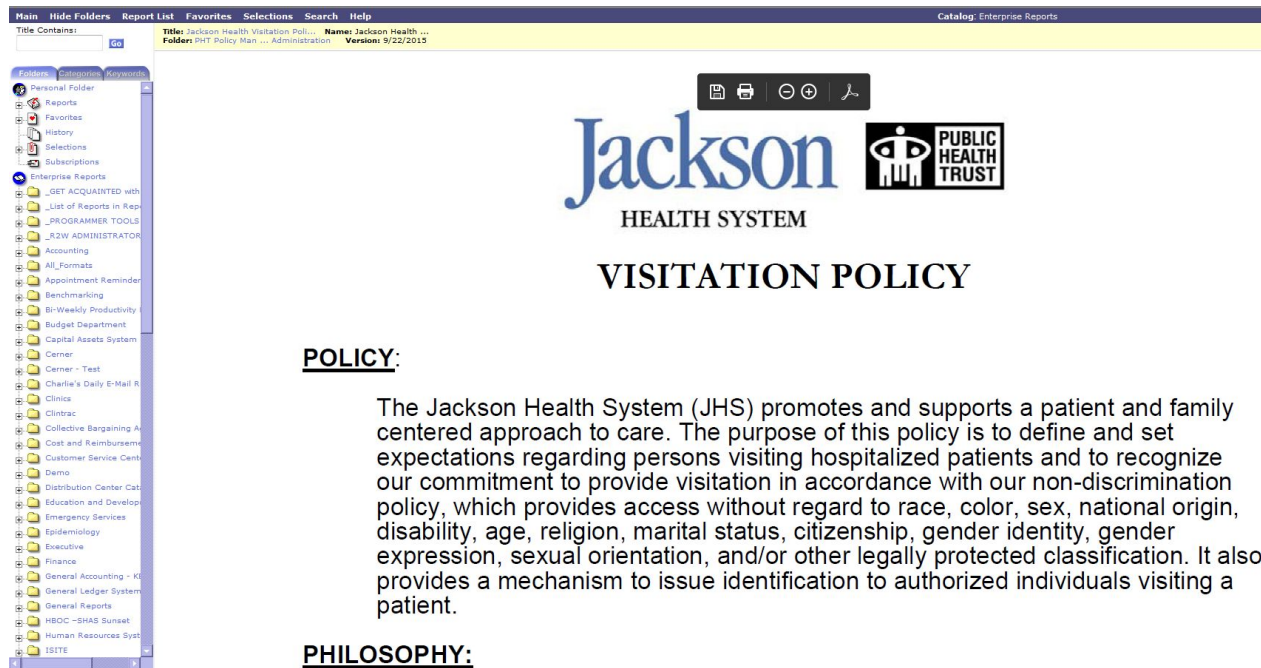 Main Hide Folders Report List Favorites Selections Search Help Catalog: Enterprise Reports
Title Contains:
Go
Title: Jackson Health Visitation Poli... Name: Jackson Health ...
Folder: PHT Policy Man ... Administration Version: 9/22/2015
Folders Categories Keywords
Personal Folder
Reports
Favorites
History
Selections
Subscriptions
Enterprise Reports
_GET ACQUAINTED with
_List of Reports in Repo
_PROGRAMMER TOOLS
_R2W ADMINISTRATOR
Accounting
All_Formats
Appointment Reminder
Benchmarking
Bi-Weekly Productivity
Budget Department
Capital Assets System
Cerner
Cerner - Test
Charlie's Daily E-Mail R
Clinics
Clintrac
Collective Bargaining A
Cost and Reimburseme
Customer Service Cent
Demo
Distribution Center Cat
Education and Develop
Emergency Services
Epidemiology
Executive
Finance
General Accounting - K
General Ledger System
General Reports
HBOC ~SHAS Sunset
Human Resources Syst
ISITE
Jackson
HEALTH SYSTEM
PUBLIC
HEALTH
TRUST
VISITATION POLICY
POLICY:
The Jackson Health System (JHS) promotes and supports a patient and family
centered approach to care. The purpose of this policy is to define and set
expectations regarding persons visiting hospitalized patients and to recognize
our commitment to provide visitation in accordance with our non-discrimination
policy, which provides access without regard to race, color, sex, national origin,
disability, age, religion, marital status, citizenship, gender identity, gender
expression, sexual orientation, and/or other legally protected classification. It also
provides a mechanism to issue identification to authorized individuals visiting a
patient.
PHILOSOPHY: